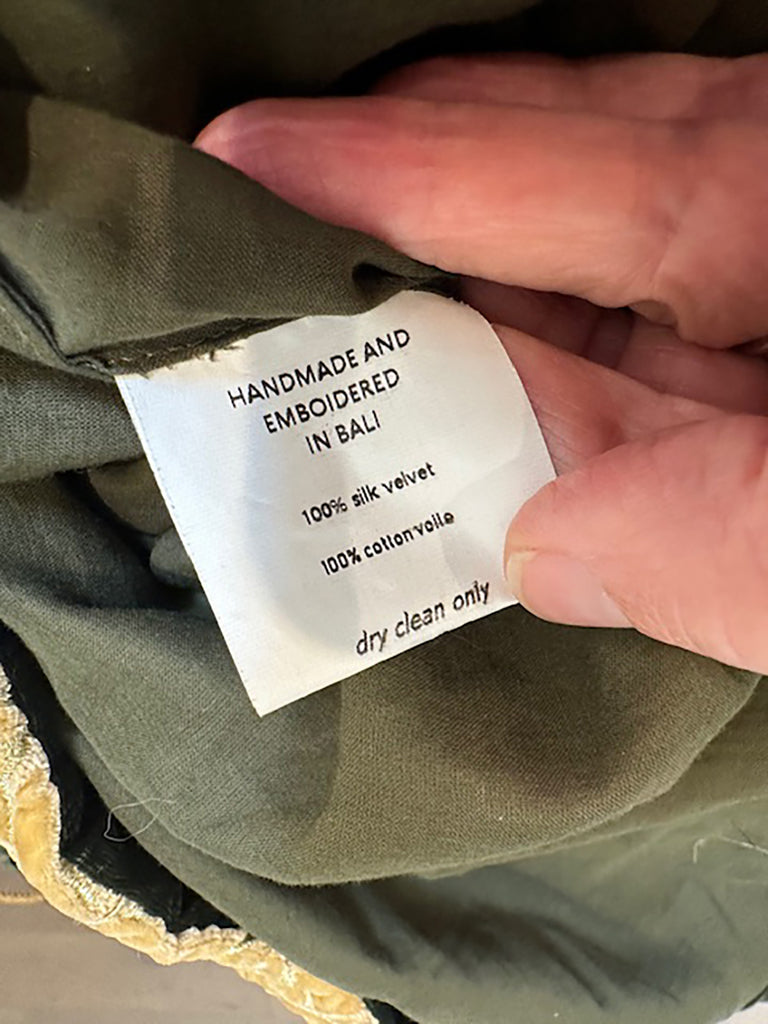 HANDMADE AND
EMBOIDERED
IN BALI
100% silk velvet
100% cotton voile
dry clean only